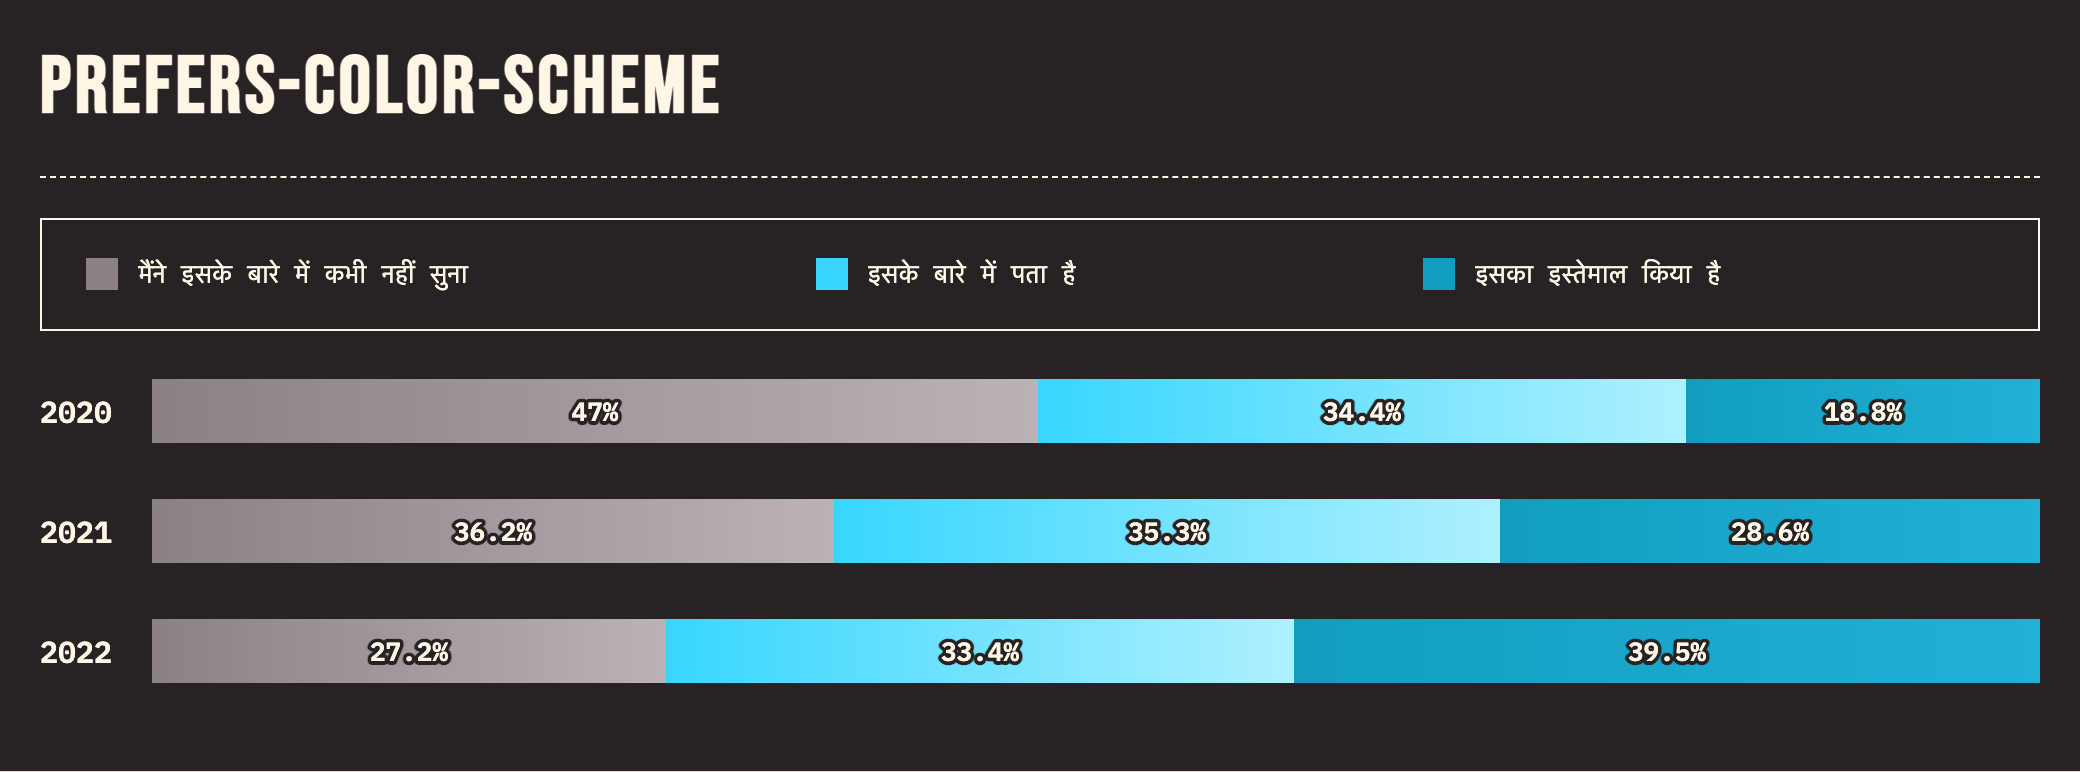 PREFERS-COLOR-SCHEME
मैंने इसके बारे में कभी नहीं सुना इसके बारे में पता है इसका इस्तेमाल किया है
2020 47% 34.4% 18.8%
2021 36.2% 35.3% 28.6%
2022 27.2% 33.4% 39.5%